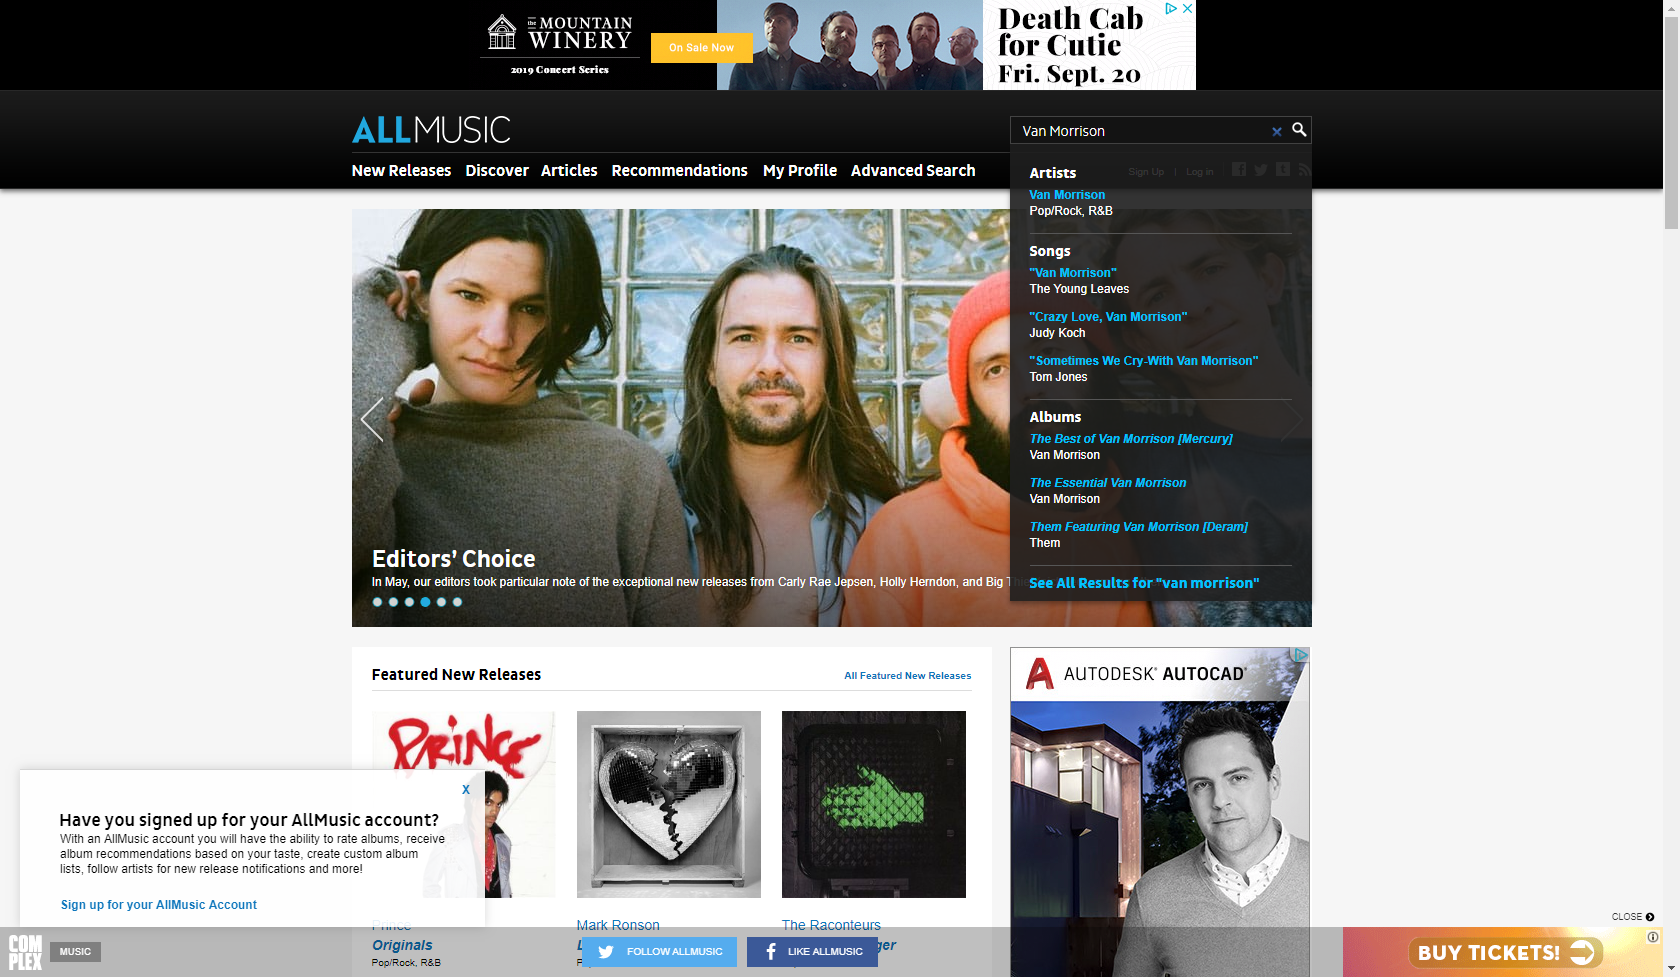 the MOUNTAIN
WINERY
2019 Concert Series
On Sale Now
Death Cab
for Cutie
Fri. Sept. 20
ALLMUSIC
Van Morrison
New Releases Discover Articles Recommendations My Profile Advanced Search
Sign Up | Log in
Artists
Van Morrison
Pop/Rock, R&B
Songs
"Van Morrison"
The Young Leaves
"Crazy Love, Van Morrison"
Judy Koch
"Sometimes We Cry-With Van Morrison"
Tom Jones
Albums
The Best of Van Morrison [Mercury]
Van Morrison
The Essential Van Morrison
Van Morrison
Them Featuring Van Morrison [Deram]
Them
See All Results for "van morrison"
Editors' Choice
In May, our editors took particular note of the exceptional new releases from Carly Rae Jepsen, Holly Herndon, and Big
Featured New Releases
All Featured New Releases
PRINCE
AUTODESK® AUTOCAD®
X
Have you signed up for your AllMusic account?
With an AllMusic account you will have the ability to rate albums, receive
album recommendations based on your taste, create custom album
lists, follow artists for new release notifications and more!
Sign up for your AllMusic Account
Prince
Originals
Pop/Rock, R&B
Mark Ronson
The Raconteurs
CLOSE
COMPLEX
MUSIC
FOLLOW ALLMUSIC
LIKE ALLMUSIC
BUY TICKETS!